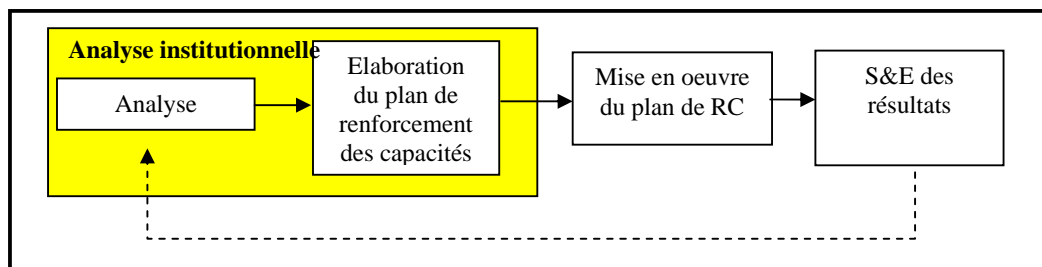 Analyse institutionnelle
Analyse
Elaboration
du plan de
renforcement
des capacités
Mise en oeuvre
du plan de RC
S&E des
résultats